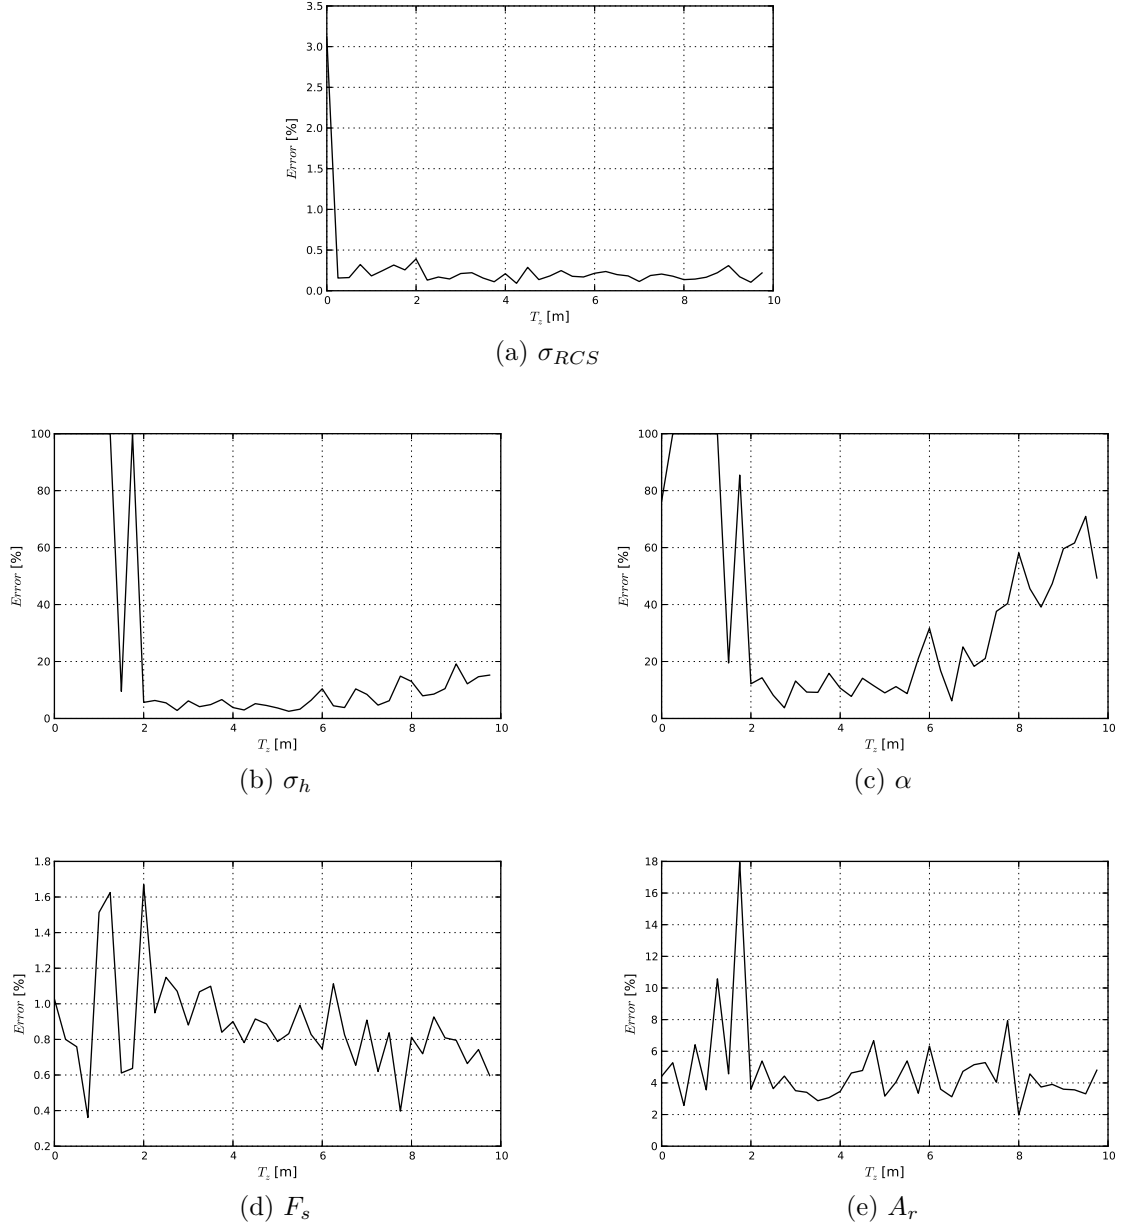 3.5
3.0
2.5
2.0
1.5
1.0
0.5
0.0
Error [%]
0 2 4 6 8 10
T_z [m]
(a) σ_RCS
100
80
60
40
20
0
Error [%]
0 2 4 6 8 10
T_z [m]
(b) σ_h
100
80
60
40
20
0
Error [%]
0 2 4 6 8 10
T_z [m]
(c) α
1.8
1.6
1.4
1.2
1.0
0.8
0.6
0.4
0.2
Error [%]
0 2 4 6 8 10
T_z [m]
(d) F_s
18
16
14
12
10
8
6
4
2
0
Error [%]
0 2 4 6 8 10
T_z [m]
(e) A_r